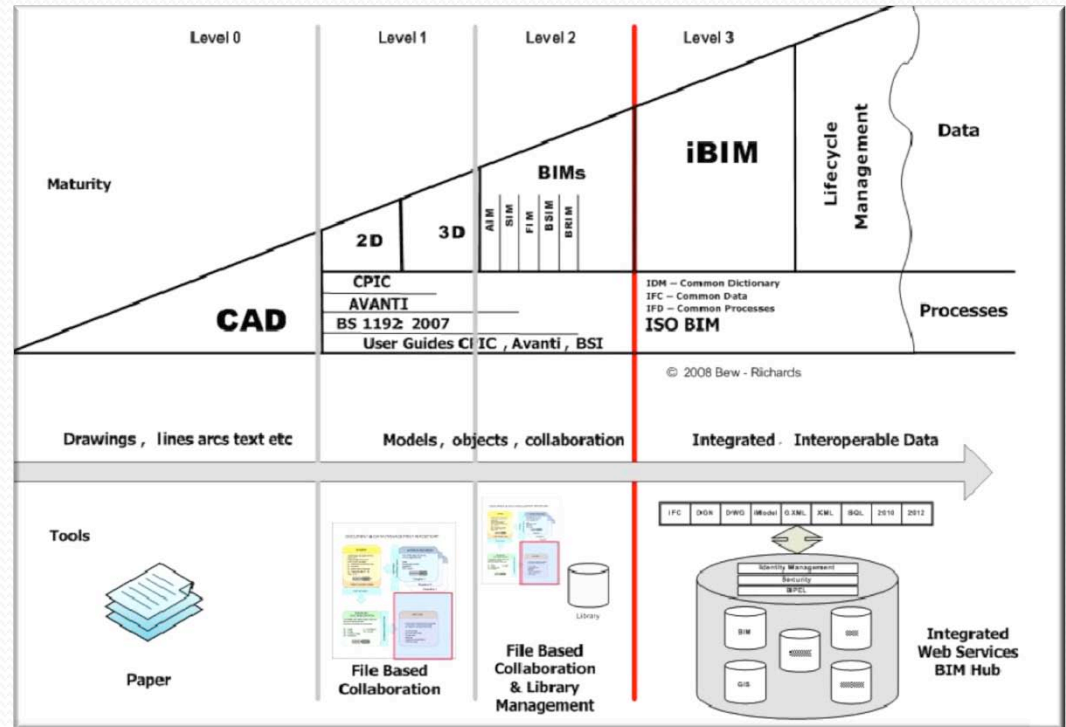 Level 0
Level 1
Level 2
Level 3
Maturity
CAD
2D
3D
BIMs
AIM
SIM
FIM
BSIM
BRIM
iBIM
Lifecycle
Management
Data
CPIC
AVANTI
BS 1192: 2007
User Guides CPIC , Avanti , BSI
IDM – Common Dictionary
IFC – Common Data
IFD – Common Processes
ISO BIM
Processes
© 2008 Bew - Richards
Drawings , lines arcs text etc
Models , objects , collaboration
Integrated , Interoperable Data
Tools
Paper
File Based
Collaboration
Library
File Based
Collaboration
& Library
Management
IFC DGN DWG iModel GXML XML SQL 2010 2012
Identity Management
Security
BPEL
BIM
GIS
Integrated
Web Services
BIM Hub